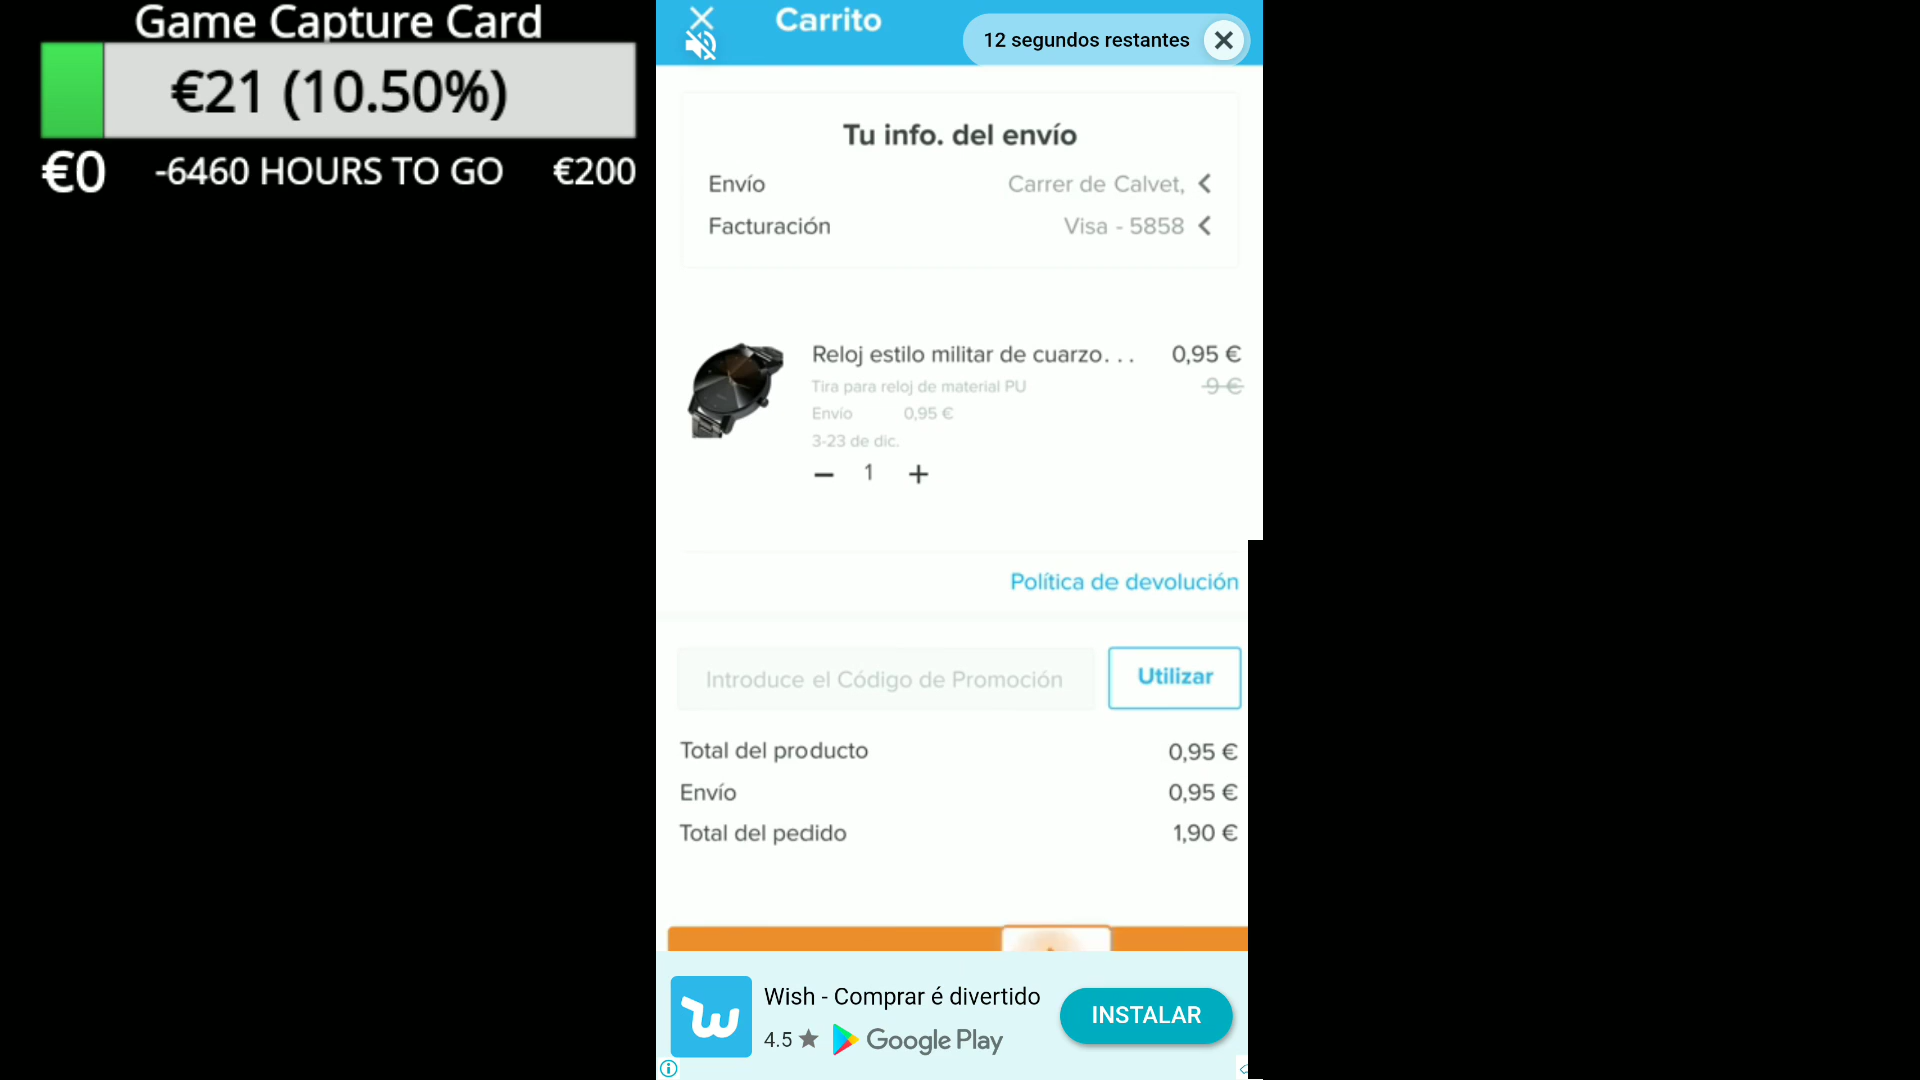 Game Capture Card
€21 (10.50%)
€0 -6460 HOURS TO GO €200
Carrito
12 segundos restantes
Tu info. del envío
Envío Carrer de Calvet,
Facturación Visa - 5858
Reloj estilo militar de cuarzo. . . 0,95 €
Tira para reloj de material PU 9 €
Envío 0,95 €
3-23 de dic.
1
Política de devolución
Introduce el Código de Promoción Utilizar
Total del producto 0,95 €
Envío 0,95 €
Total del pedido 1,90 €
Wish - Comprar é divertido
4.5 ★ Google Play
INSTALAR